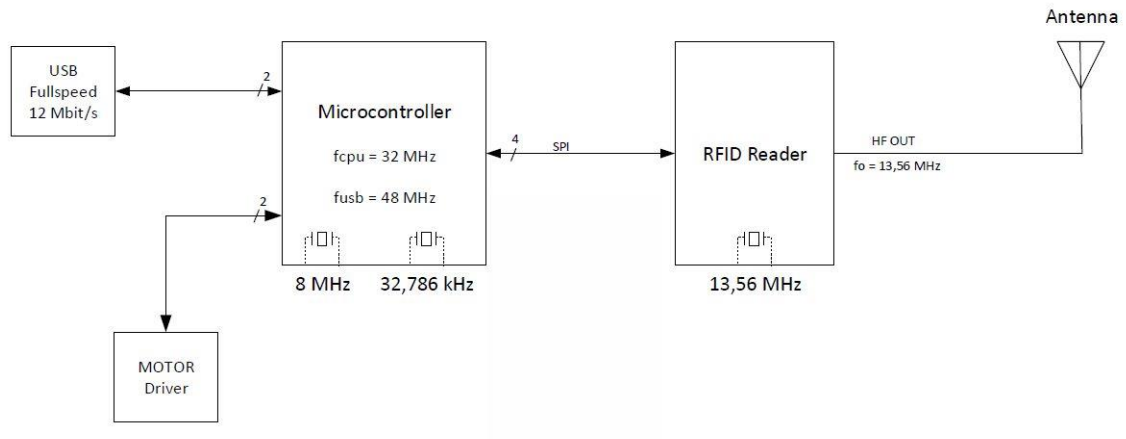 Antenna
USB
Fullspeed
12 Mbit/s
2
Microcontroller
fcpu = 32 MHz
fusb = 48 MHz
4
SPI
RFID Reader
HF OUT
fo = 13,56 MHz
2
8 MHz
32,786 kHz
13,56 MHz
MOTOR
Driver